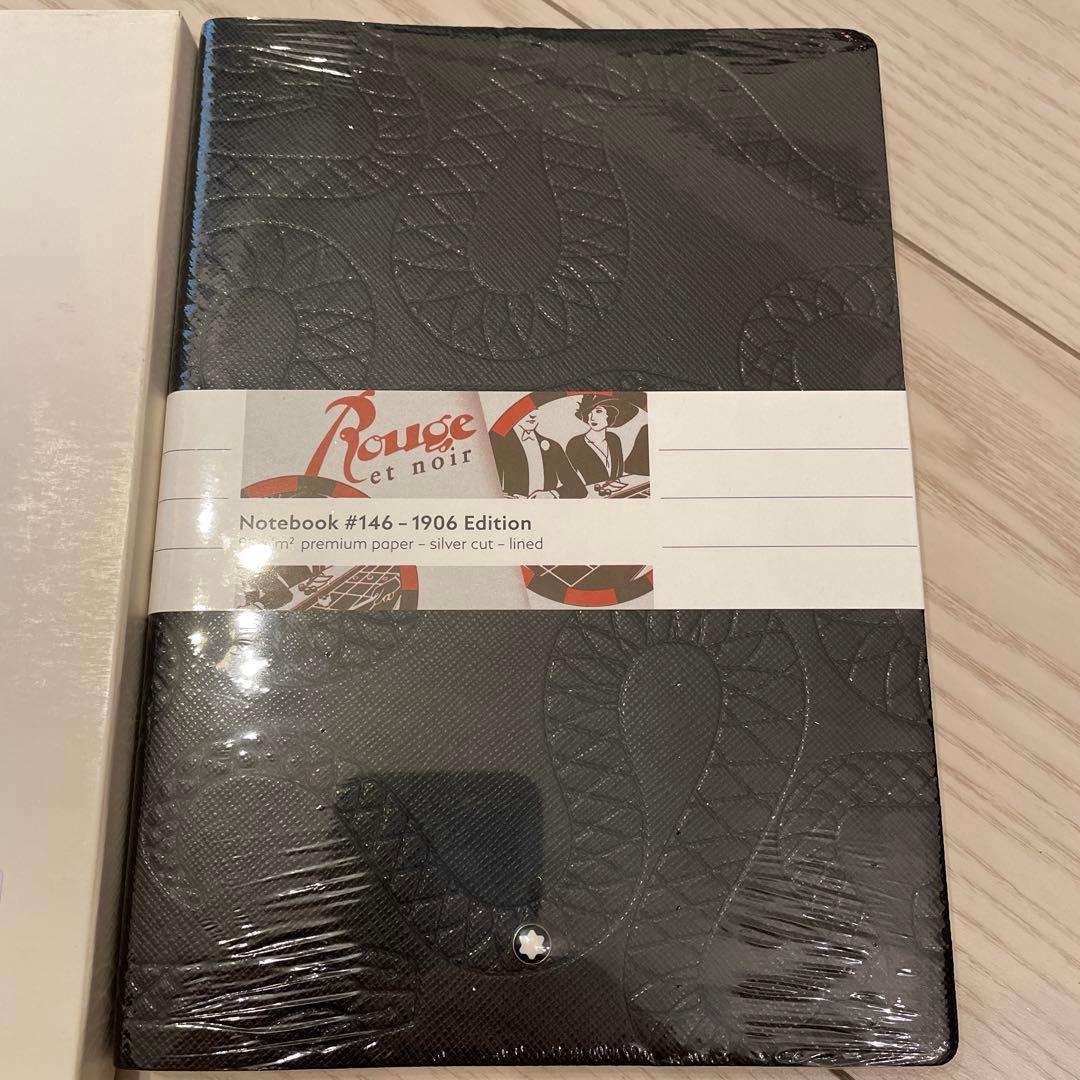 Rouge
et noir
Notebook #146 – 1906 Edition
premium paper – silver cut – lined